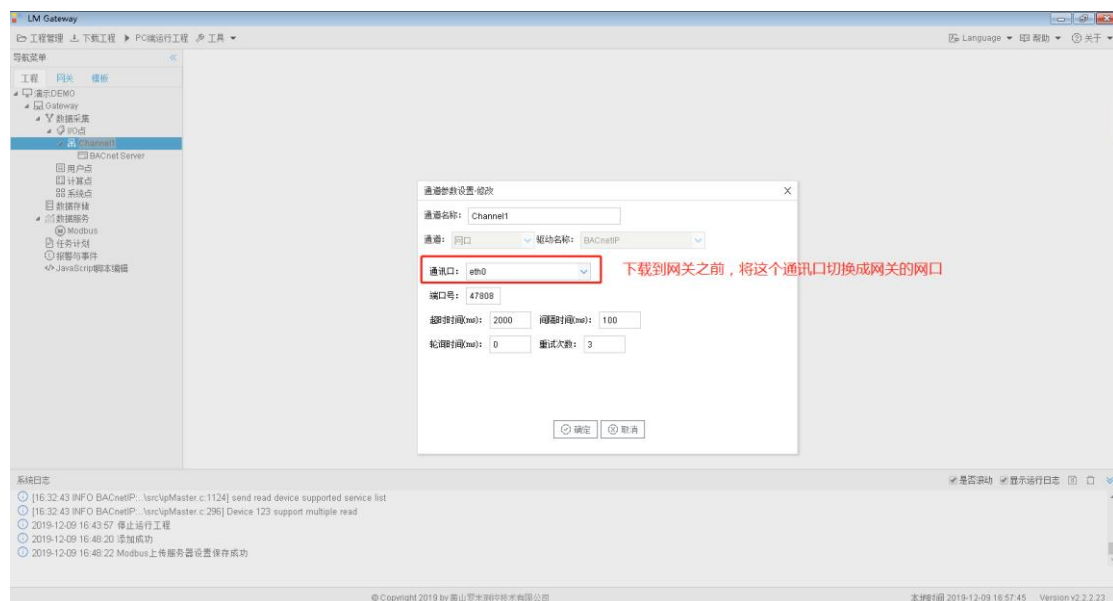 LM Gateway
工程管理 下载工程 PC端运行工程 工具
Language 帮助 关于
导航菜单
工程 网关 模板
演示DEMO
Gateway
数据采集
I/O点
Channel1
BACnet Server
用户点
计算点
系统点
数据存储
数据服务
Modbus
任务计划
报警与事件
JavaScript脚本编辑
通道参数设置-修改
通道名称: Channel1
通道: 网口 驱动名称: BACnetIP
通讯口: eth0
下载到网关之前，将这个通讯口切换成网关的网口
端口号: 47808
超时时间(ms): 2000 间隔时间(ms): 100
轮询时间(ms): 0 重试次数: 3
确定 取消
系统日志
是否滚动 显示运行日志
[16:32:43 INFO BACnetIP:..\src\ipMaster.c:1124] send read device supported service list
[16:32:43 INFO BACnetIP:..\src\ipMaster.c:296] Device 123 support multiple read
2019-12-09 16:43:57 停止运行工程
2019-12-09 16:48:20 添加成功
2019-12-09 16:48:22 Modbus上传服务器设置保存成功
© Copyright 2019 by
本地时间 2019-12-09 16:57:45 Version v2.2.2.23